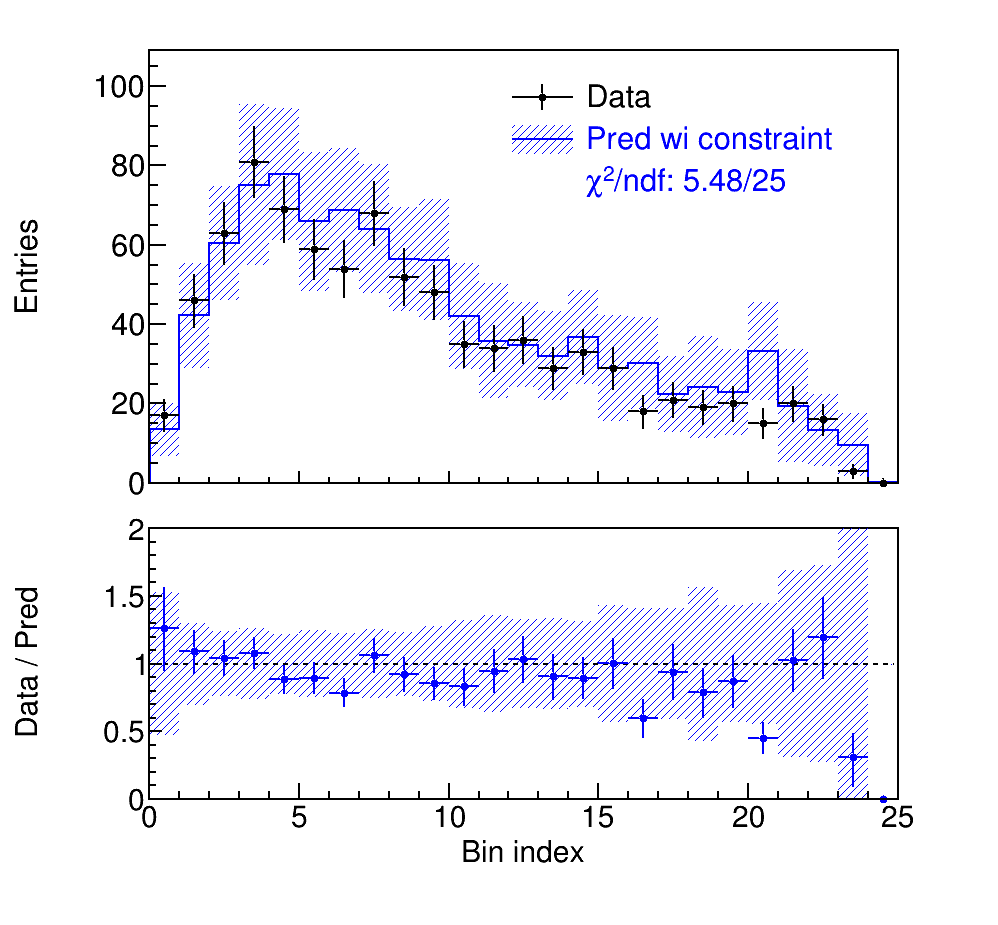 Entries
100
80
60
40
20
0
Data
Pred wi constraint
χ²/ndf: 5.48/25
Data / Pred
2
1.5
1
0.5
0
0 5 10 15 20 25
Bin index